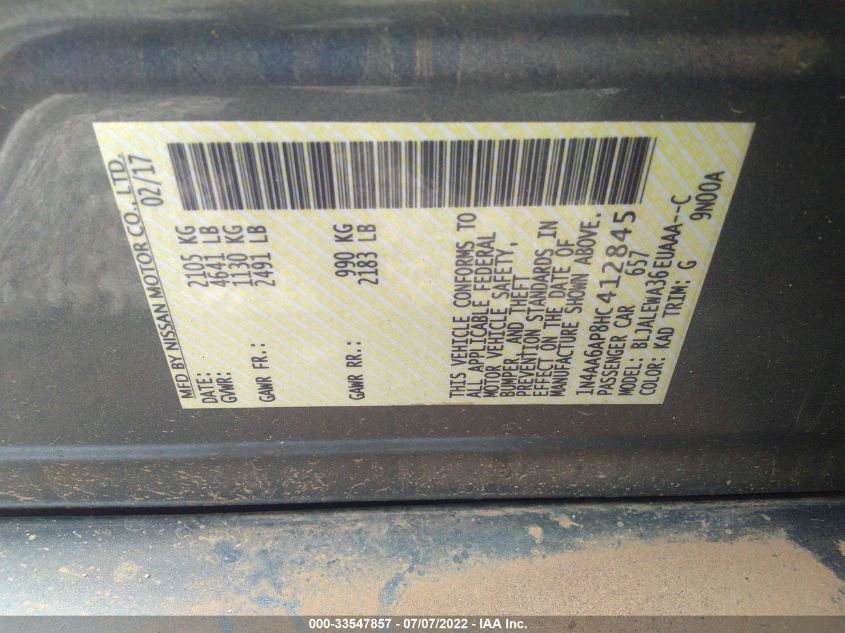 MFD BY NISSAN MOTOR CO., LTD.
DATE: 02/17
GVWR: 2105 KG
4641 LB
GAWR FR.: 1130 KG
2491 LB
GAWR RR.: 990 KG
2183 LB
THIS VEHICLE CONFORMS TO
ALL APPLICABLE FEDERAL
MOTOR VEHICLE SAFETY,
BUMPER, AND THEFT
PREVENTION STANDARDS IN
EFFECT ON THE DATE OF
MANUFACTURE SHOWN ABOVE.
1N4AA6AP8HC412845
PASSENGER CAR 657
MODEL: BLJALEWA36EUAAA--C
COLOR: KAD TRIM: G 9N00A
000-33547857 - 07/07/2022 - IAA Inc.